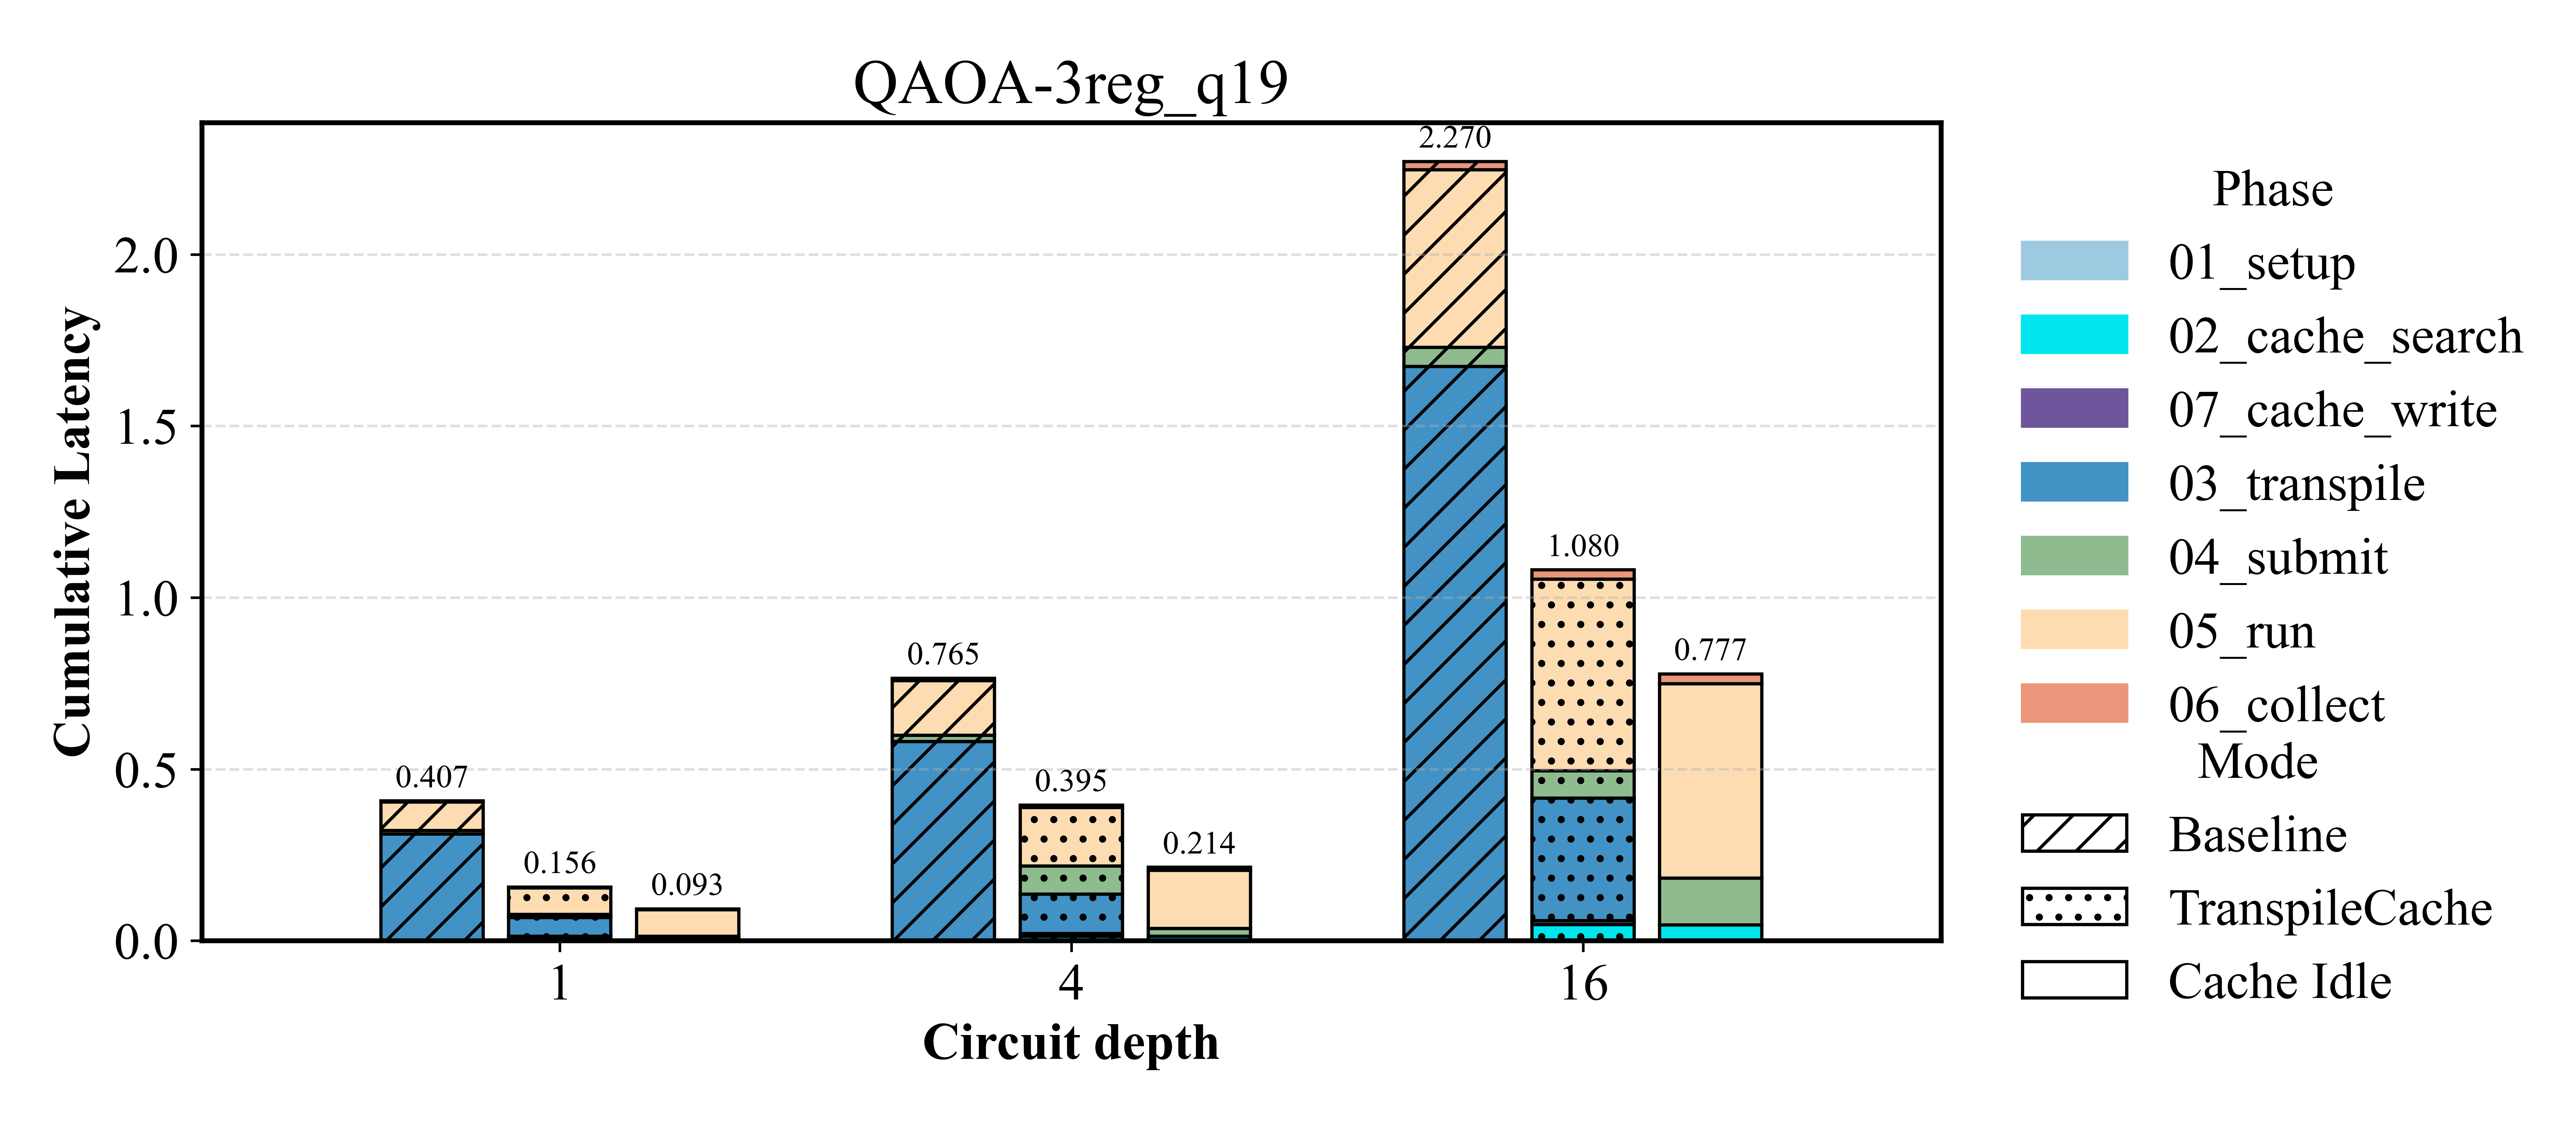 QAOA-3reg_q19
Cumulative Latency
2.0
1.5
1.0
0.5
0.0
0.407
0.156
0.093
0.765
0.395
0.214
2.270
1.080
0.777
1
4
16
Circuit depth
Phase
01_setup
02_cache_search
07_cache_write
03_transpile
04_submit
05_run
06_collect
Mode
Baseline
TranspileCache
Cache Idle